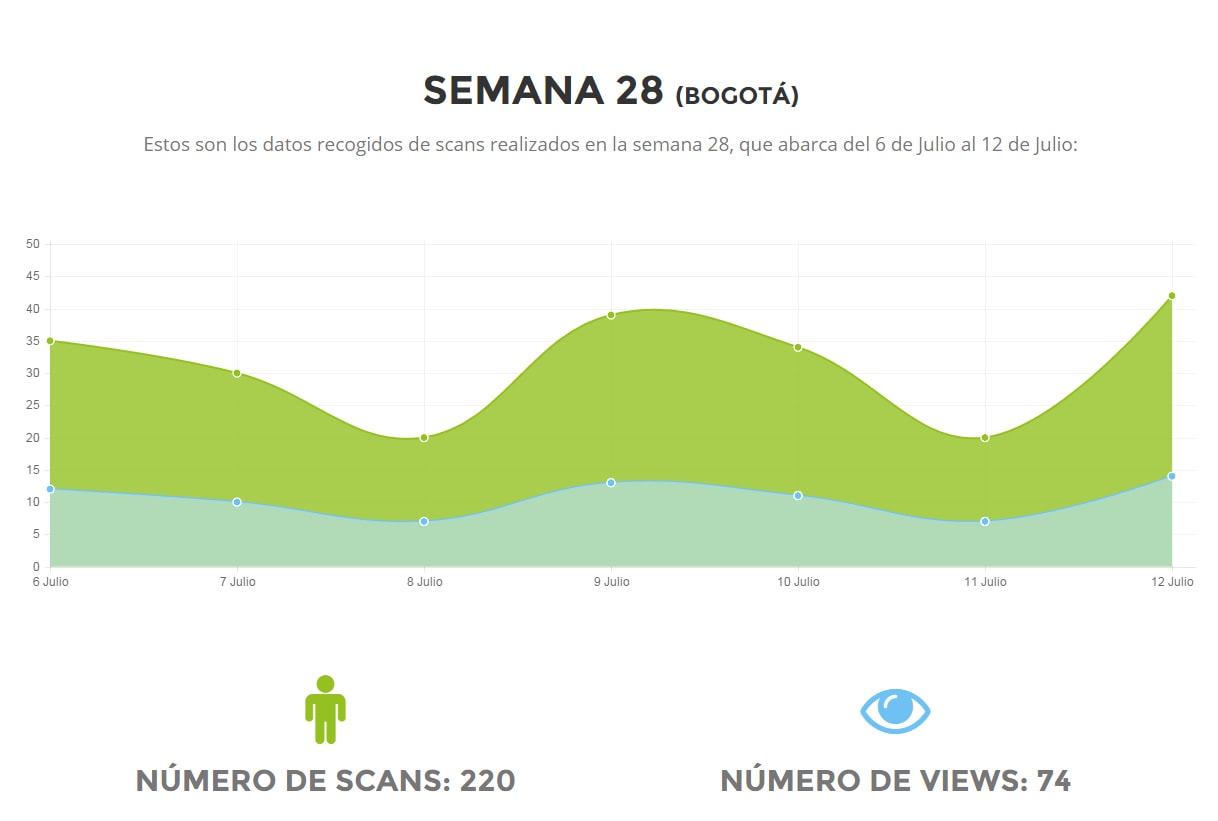 SEMANA 28 (BOGOTÁ)
Estos son los datos recogidos de scans realizados en la semana 28, que abarca del 6 de Julio al 12 de Julio:
50
45
40
35
30
25
20
15
10
5
0
6 Julio 7 Julio 8 Julio 9 Julio 10 Julio 11 Julio 12 Julio
NÚMERO DE SCANS: 220
NÚMERO DE VIEWS: 74